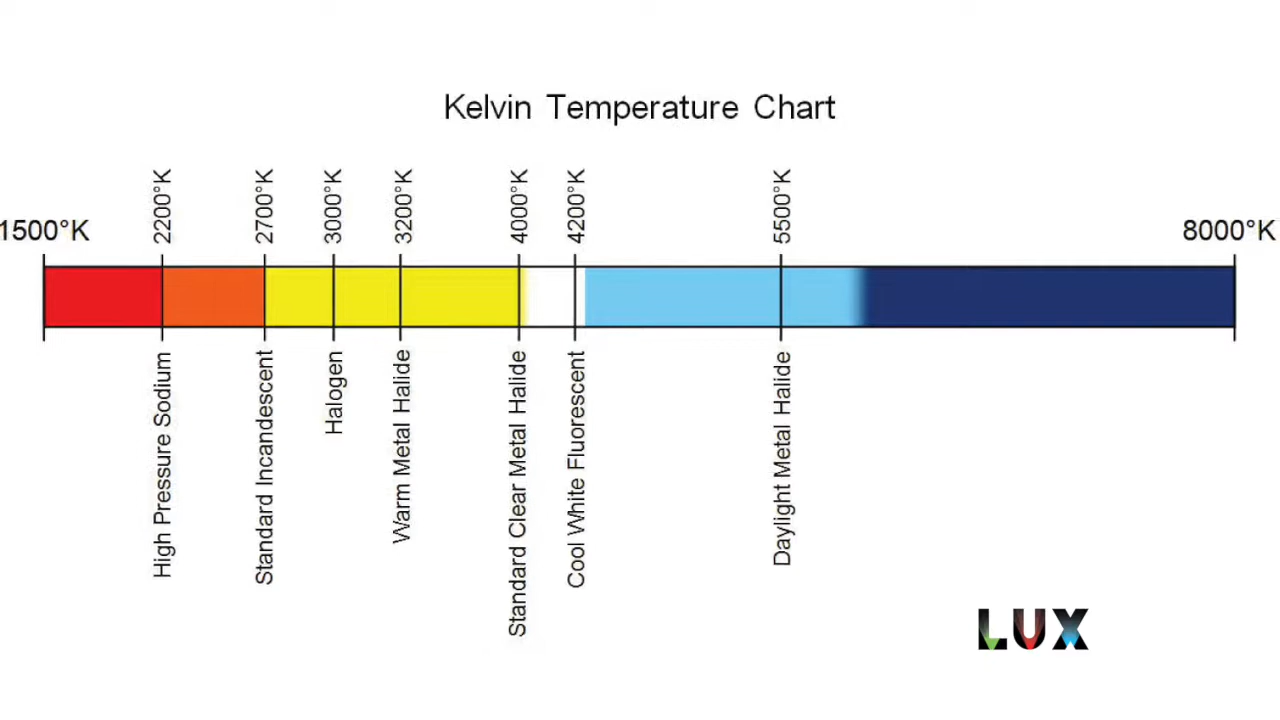 Kelvin Temperature Chart
1500°K
2200°K
2700°K
3000°K
3200°K
4000°K
4200°K
5500°K
8000°K
High Pressure Sodium
Standard Incandescent
Halogen
Warm Metal Halide
Standard Clear Metal Halide
Cool White Fluorescent
Daylight Metal Halide
LUX